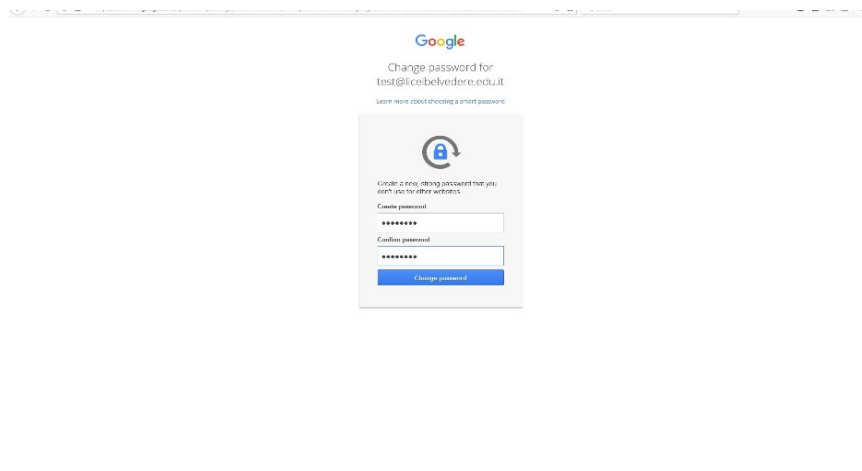 Google
Change password for
test@liceibelvedere.edu.it
Learn more about choosing a smart password
Create a new, strong password that you
don't use for other websites
Create password
••••••••
Confirm password
••••••••
Change password